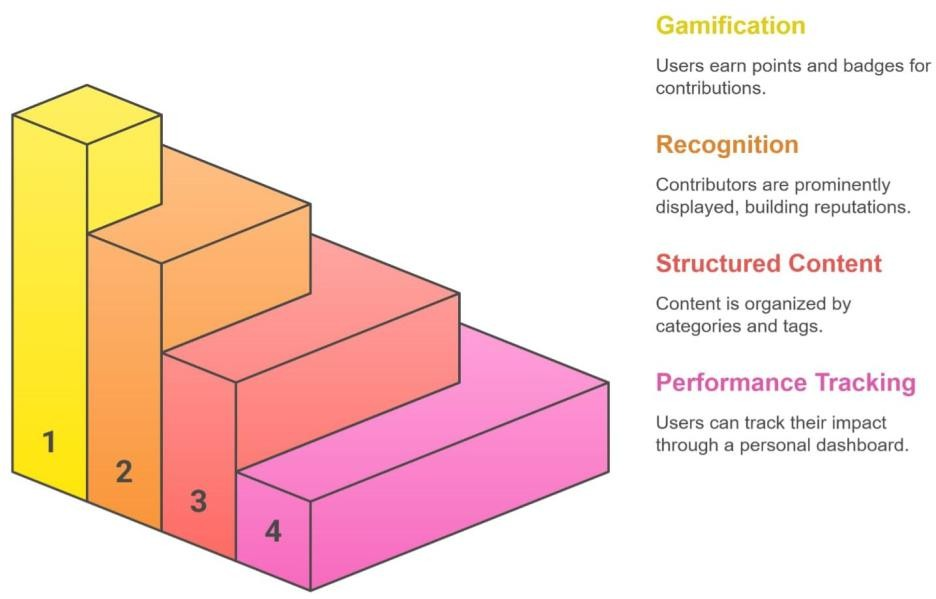 Gamification
Users earn points and badges for
contributions.
Recognition
Contributors are prominently
displayed, building reputations.
Structured Content
Content is organized by
categories and tags.
Performance Tracking
Users can track their impact
through a personal dashboard.
1
2
3
4